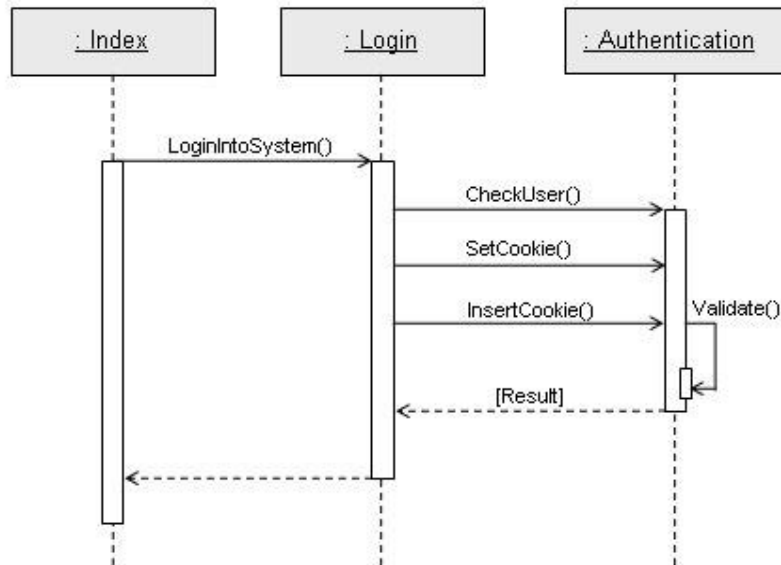 : Index
: Login
: Authentication
LoginIntoSystem()
CheckUser()
SetCookie()
InsertCookie()
Validate()
[Result]